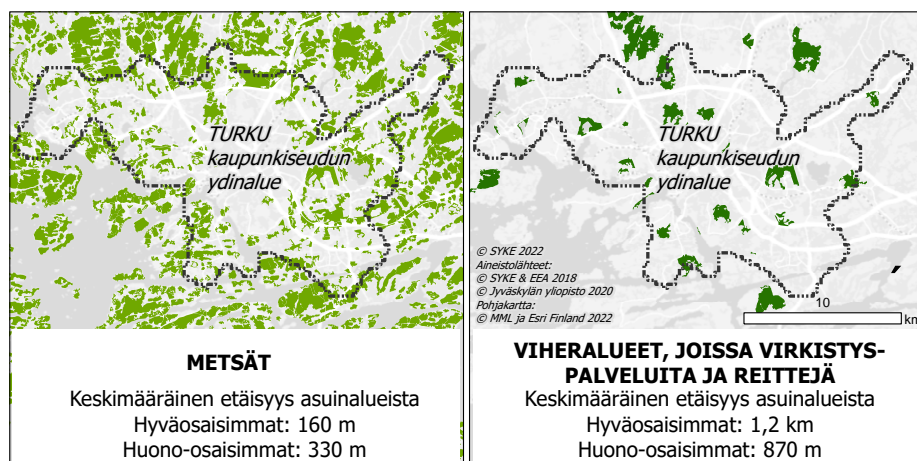 TURKU
kaupunkiseudun
ydinalue
METSÄT
Keskimääräinen etäisyys asuinalueista
Hyväosaisimmat: 160 m
Huono-osaisimmat: 330 m
TURKU
kaupunkiseudun
ydinalue
© SYKE 2022
Aineistolähteet:
© SYKE & EEA 2018
© Jyväskylän yliopisto 2020
Pohjakartta:
© MML ja Esri Finland 2022
10
km
VIHERALUEET, JOISSA VIRKISTYS-
PALVELUITA JA REITTEJÄ
Keskimääräinen etäisyys asuinalueista
Hyväosaisimmat: 1,2 km
Huono-osaisimmat: 870 m